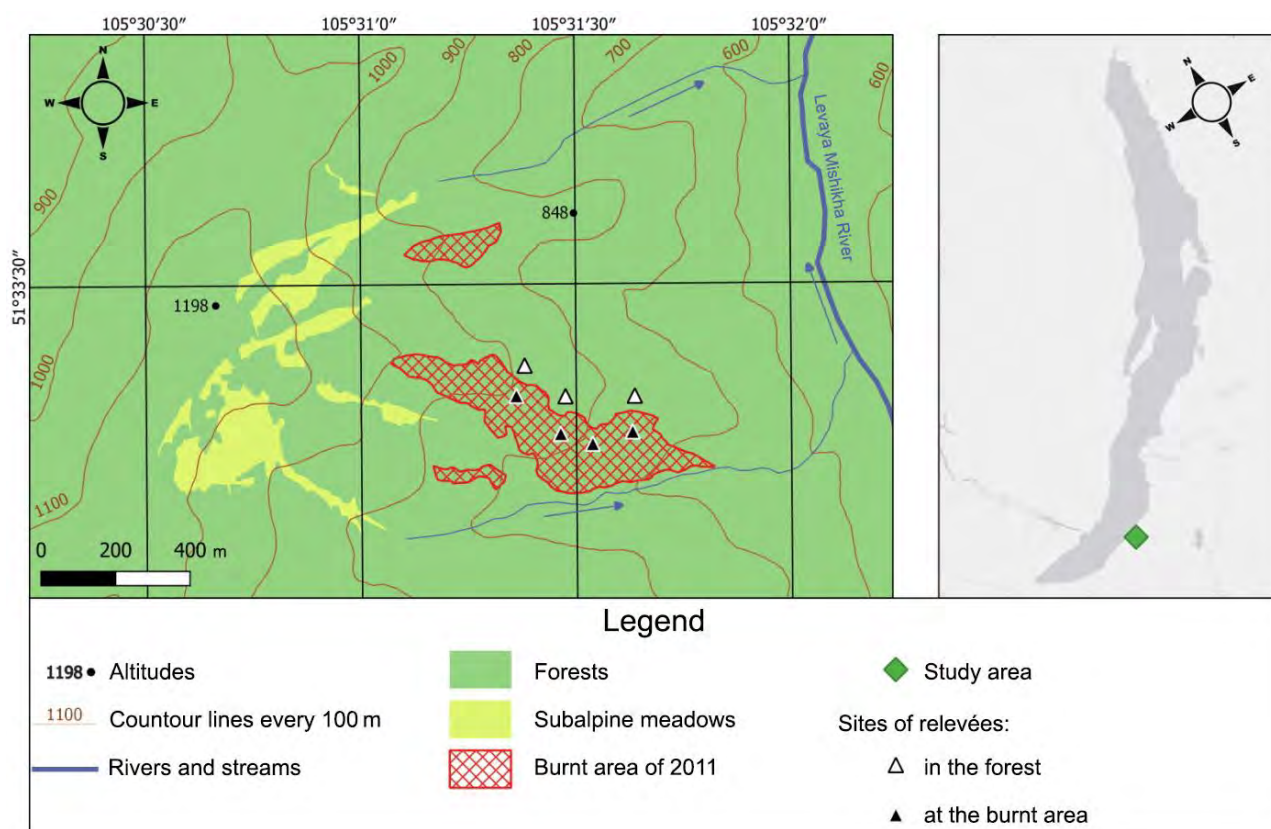 105°30´30´´ 105°31´0´´ 105°31´30´´ 105°32´0´´
N
W E
S
N
W E
S
1000
900
800
700
600
600
900
Levaya Mishikha River
848
51°33´30´´
1198
1000
1100
0 200 400 m
Legend
1198 Altitudes
1100 Countour lines every 100 m
Rivers and streams
Forests
Subalpine meadows
Burnt area of 2011
Study area
Sites of relevées:
in the forest
at the burnt area